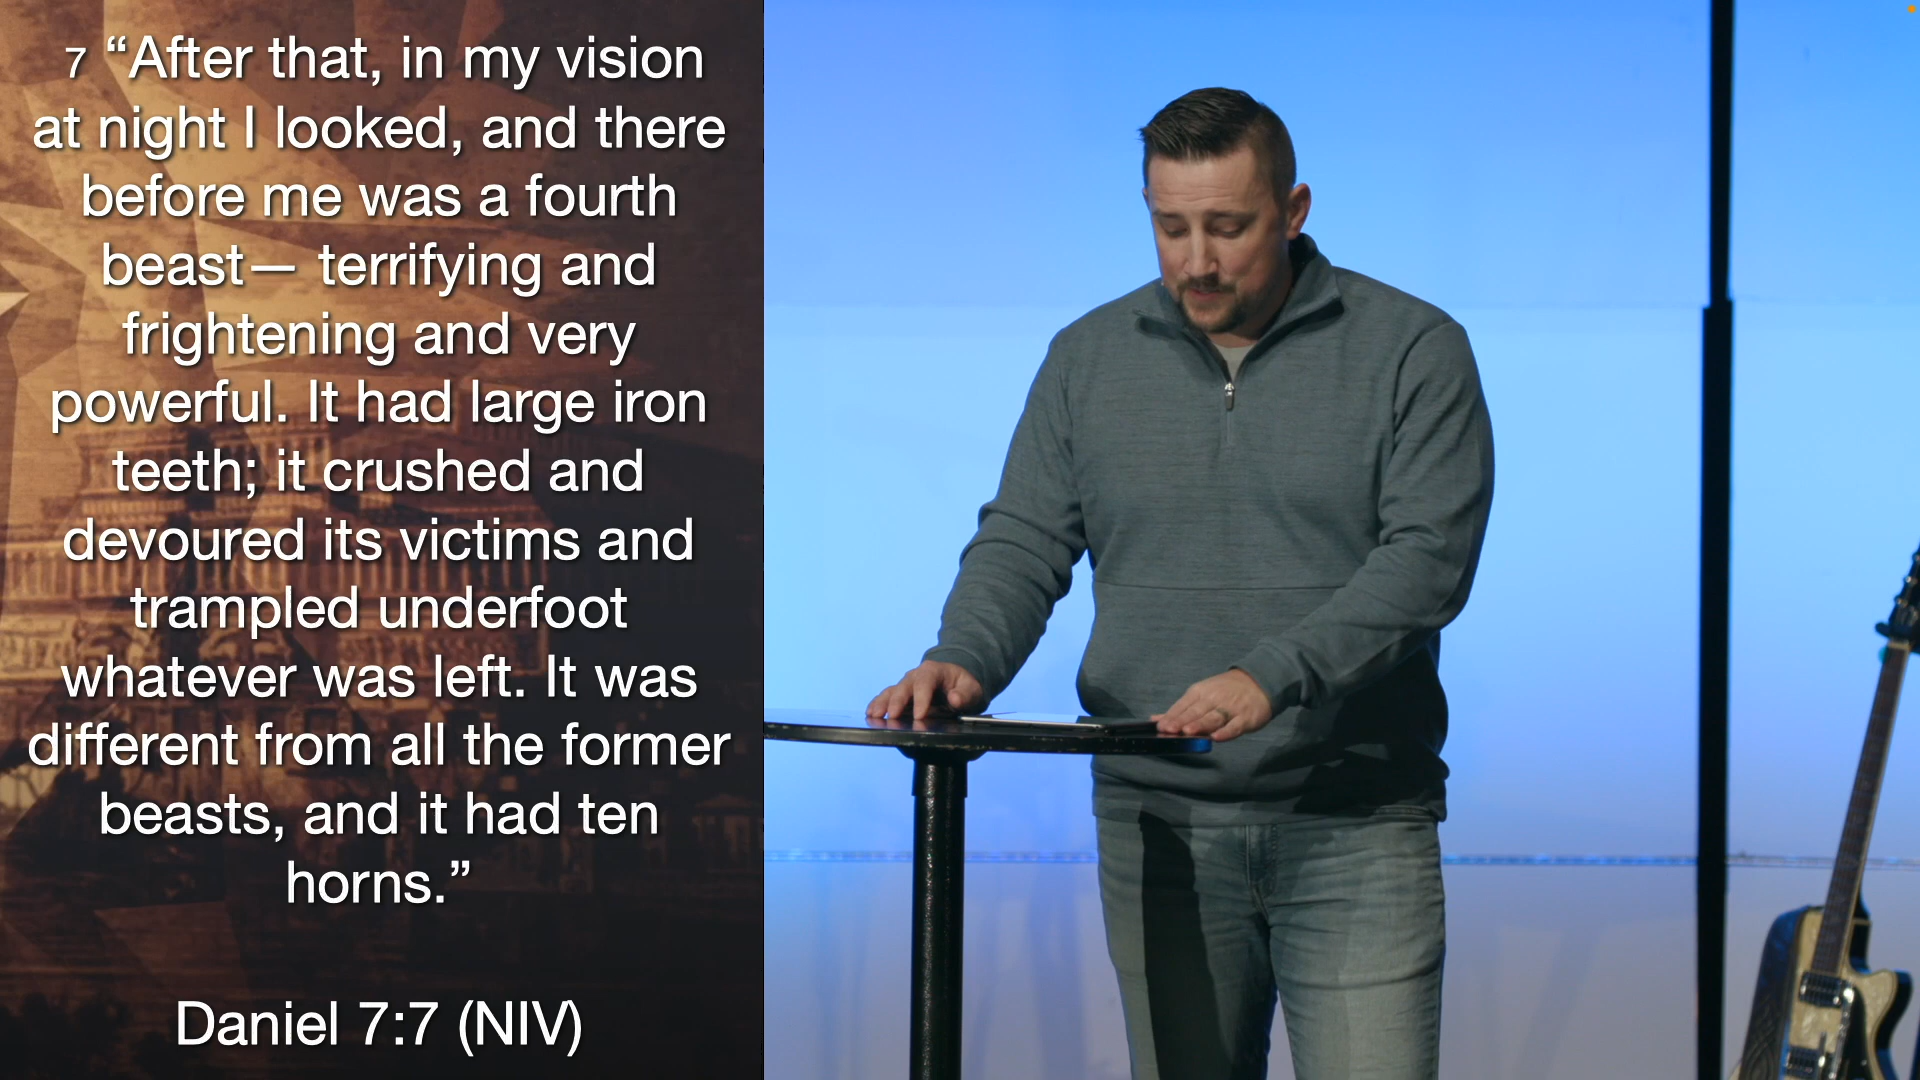 7 “After that, in my vision
at night I looked, and there
before me was a fourth
beast— terrifying and
frightening and very
powerful. It had large iron
teeth; it crushed and
devoured its victims and
trampled underfoot
whatever was left. It was
different from all the former
beasts, and it had ten
horns.”
Daniel 7:7 (NIV)